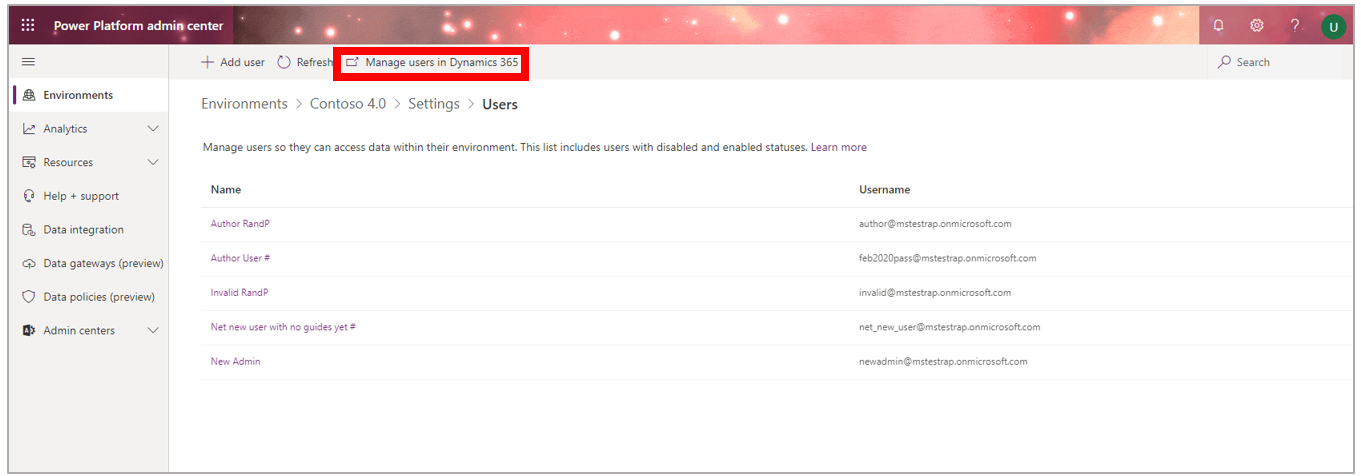 Power Platform admin center
U
Add user Refresh Manage users in Dynamics 365 Search
Environments
Analytics
Resources
Help + support
Data integration
Data gateways (preview)
Data policies (preview)
Admin centers
Environments > Contoso 4.0 > Settings > Users
Manage users so they can access data within their environment. This list includes users with disabled and enabled statuses. Learn more
Name Username
Author RandP author@mstestrap.onmicrosoft.com
Author User # feb2020pass@mstestrap.onmicrosoft.com
Invalid RandP invalid@mstestrap.onmicrosoft.com
Net new user with no guides yet # net_new_user@mstestrap.onmicrosoft.com
New Admin newadmin@mstestrap.onmicrosoft.com